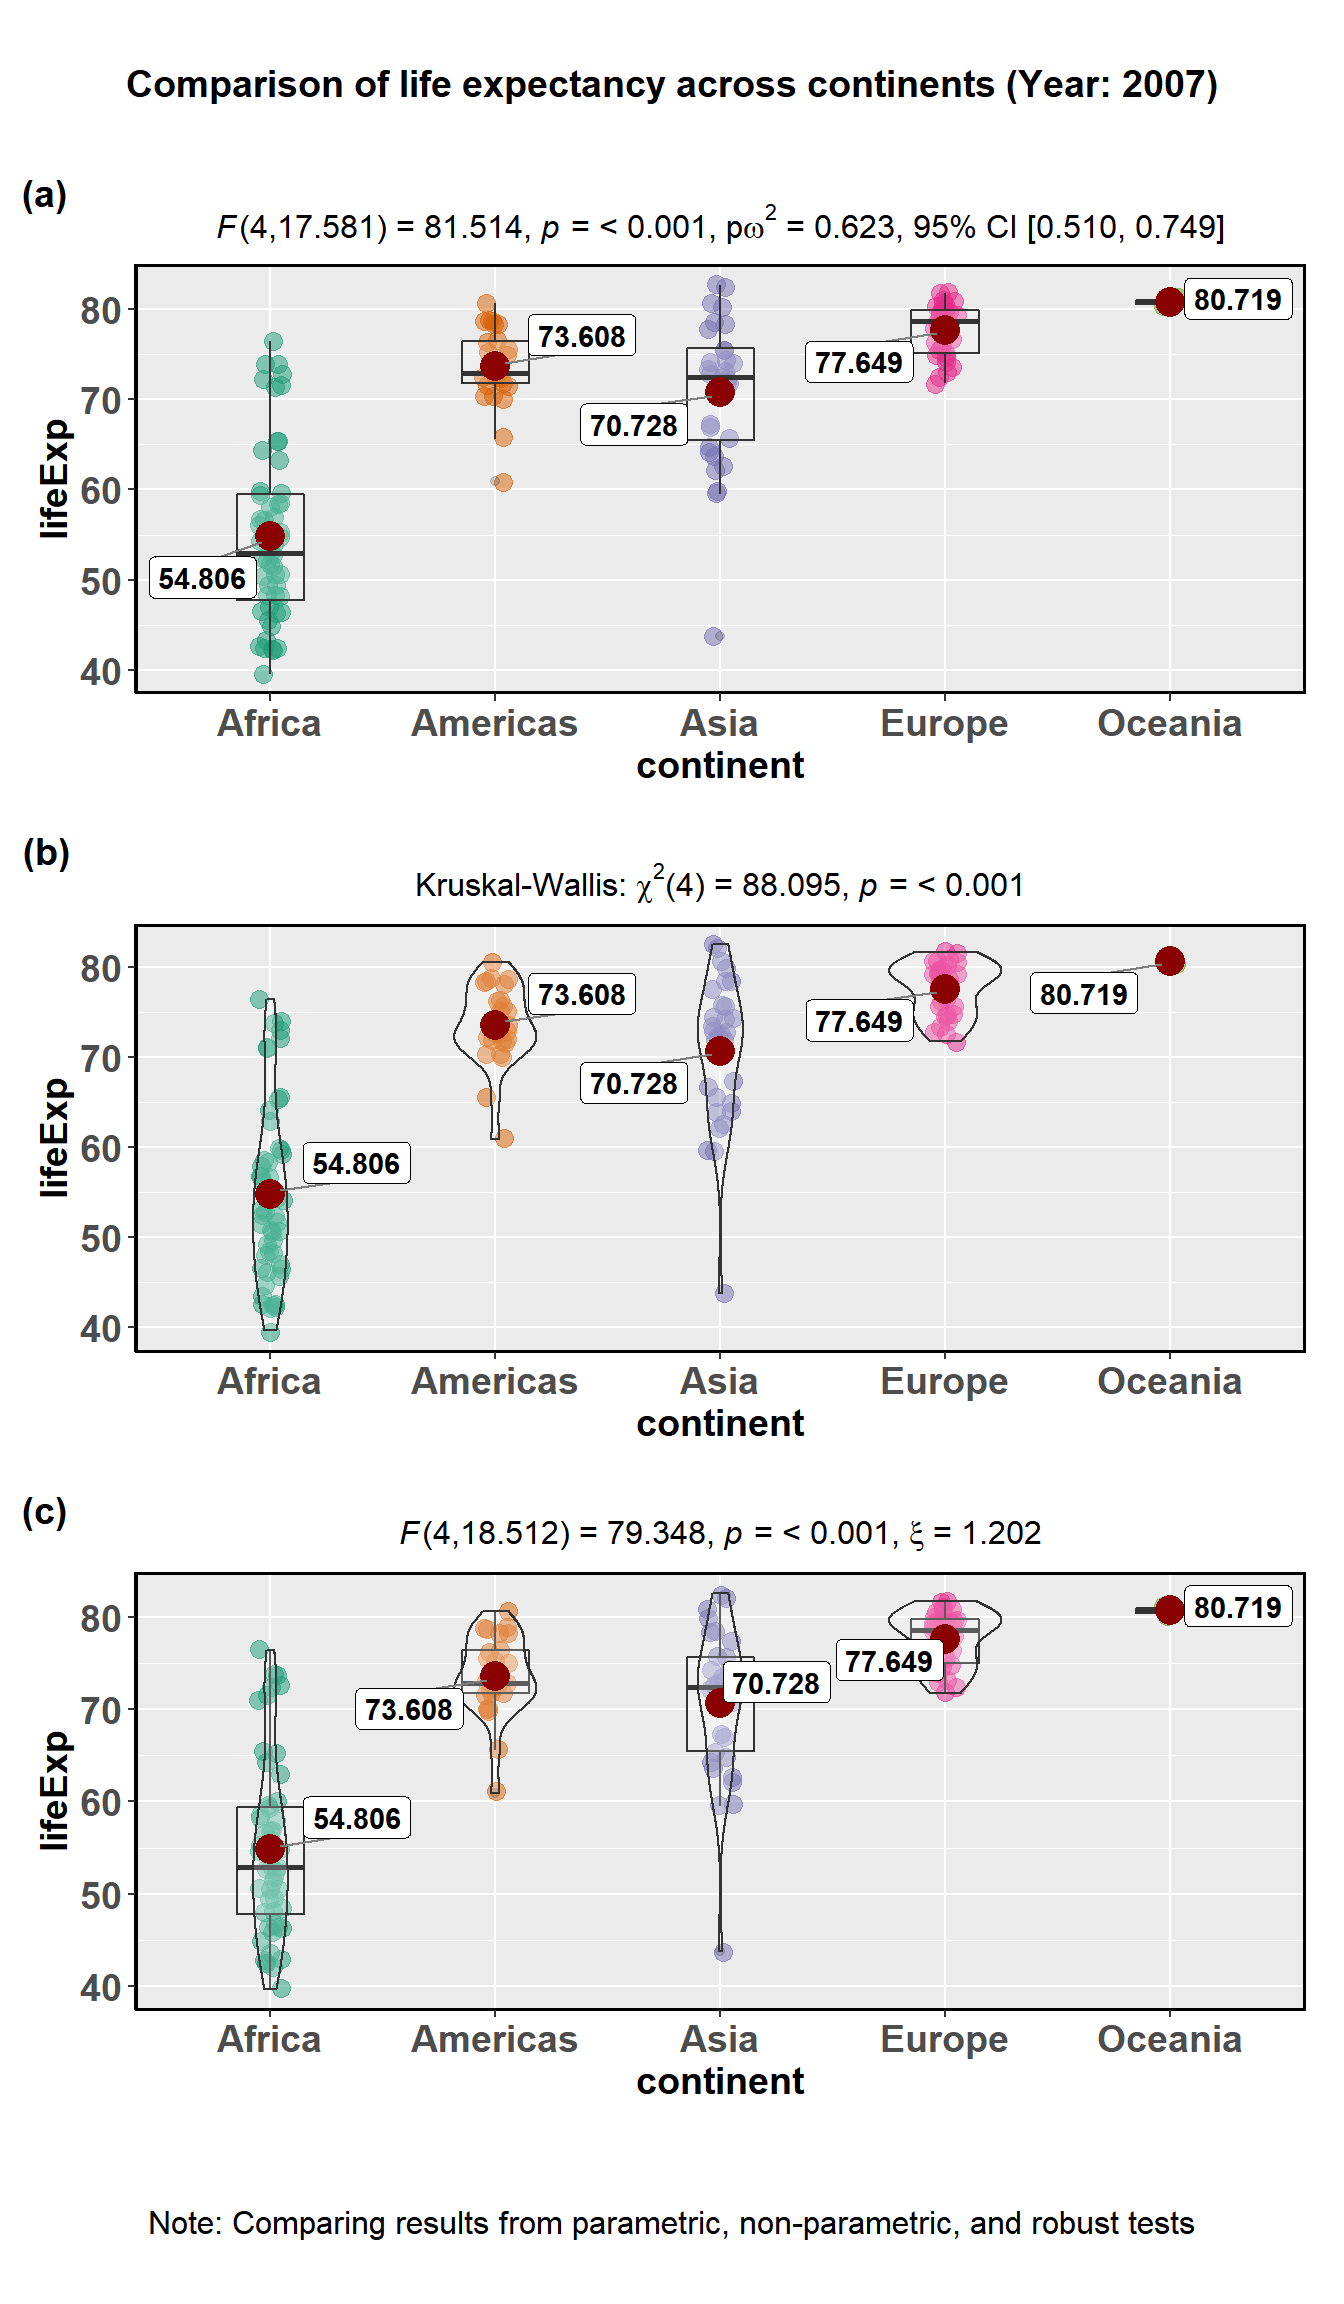 Comparison of life expectancy across continents (Year: 2007)
(a)
F(4,17.581) = 81.514, p = < 0.001, pω² = 0.623, 95% CI [0.510, 0.749]
lifeExp
80
70
60
50
40
54.806
73.608
70.728
77.649
80.719
Africa Americas Asia Europe Oceania
continent
(b)
Kruskal-Wallis: χ²(4) = 88.095, p = < 0.001
lifeExp
80
70
60
50
40
54.806
73.608
70.728
77.649
80.719
Africa Americas Asia Europe Oceania
continent
(c)
F(4,18.512) = 79.348, p = < 0.001, ξ = 1.202
lifeExp
80
70
60
50
40
54.806
73.608
70.728
77.649
80.719
Africa Americas Asia Europe Oceania
continent
Note: Comparing results from parametric, non-parametric, and robust tests